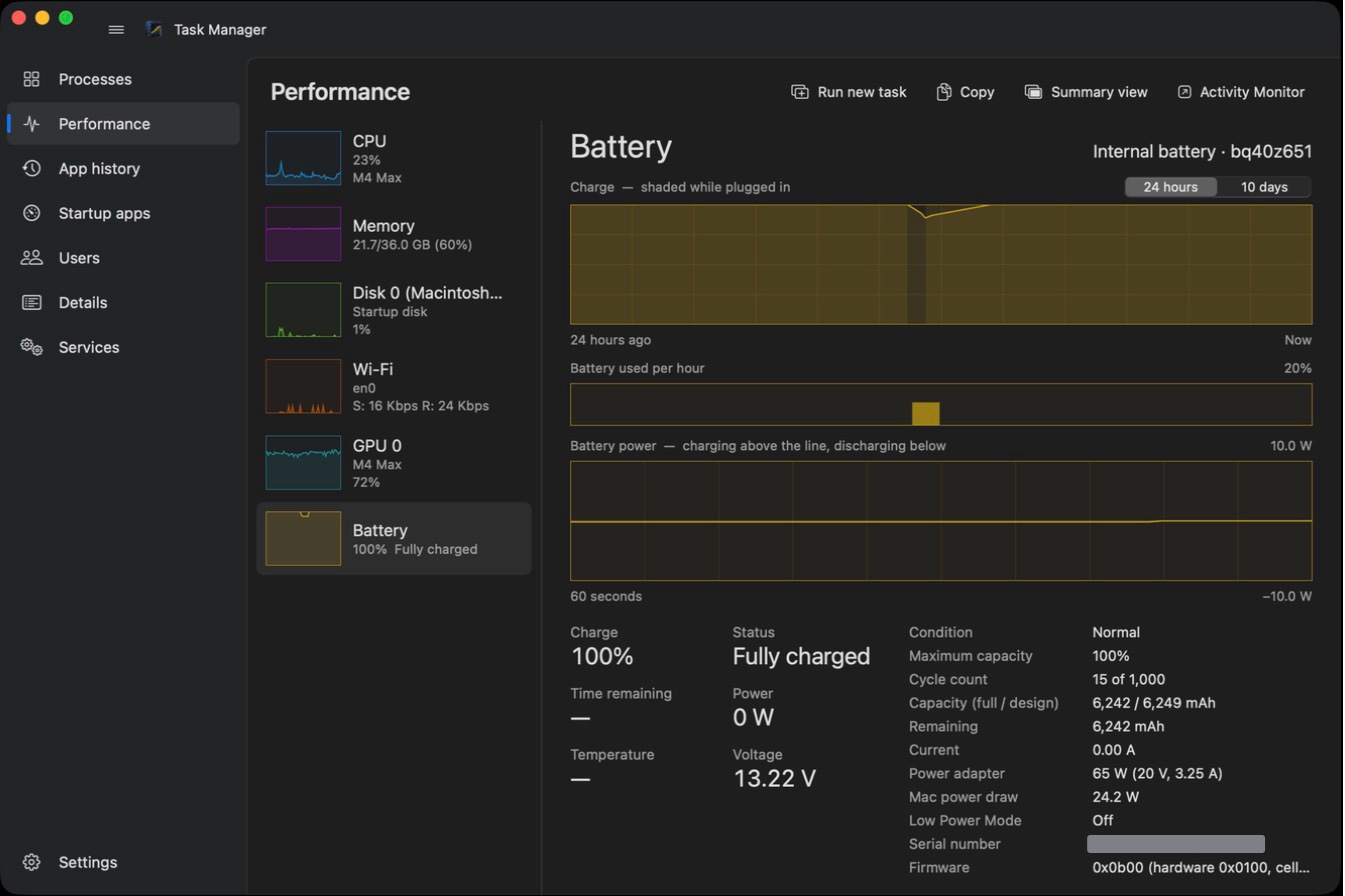 Task Manager
Processes
Performance
App history
Startup apps
Users
Details
Services
Settings
Performance
Run new task
Copy
Summary view
Activity Monitor
CPU
23%
M4 Max
Memory
21.7/36.0 GB (60%)
Disk 0 (Macintosh...
Startup disk
1%
Wi-Fi
en0
S: 16 Kbps R: 24 Kbps
GPU 0
M4 Max
72%
Battery
100% Fully charged
Battery
Internal battery · bq40z651
Charge — shaded while plugged in
24 hours
10 days
24 hours ago
Now
Battery used per hour
20%
Battery power — charging above the line, discharging below
10.0 W
60 seconds
−10.0 W
Charge
100%
Status
Fully charged
Time remaining
—
Power
0 W
Temperature
—
Voltage
13.22 V
Condition Normal
Maximum capacity 100%
Cycle count 15 of 1,000
Capacity (full / design) 6,242 / 6,249 mAh
Remaining 6,242 mAh
Current 0.00 A
Power adapter 65 W (20 V, 3.25 A)
Mac power draw 24.2 W
Low Power Mode Off
Serial number
Firmware 0x0b00 (hardware 0x0100, cell...